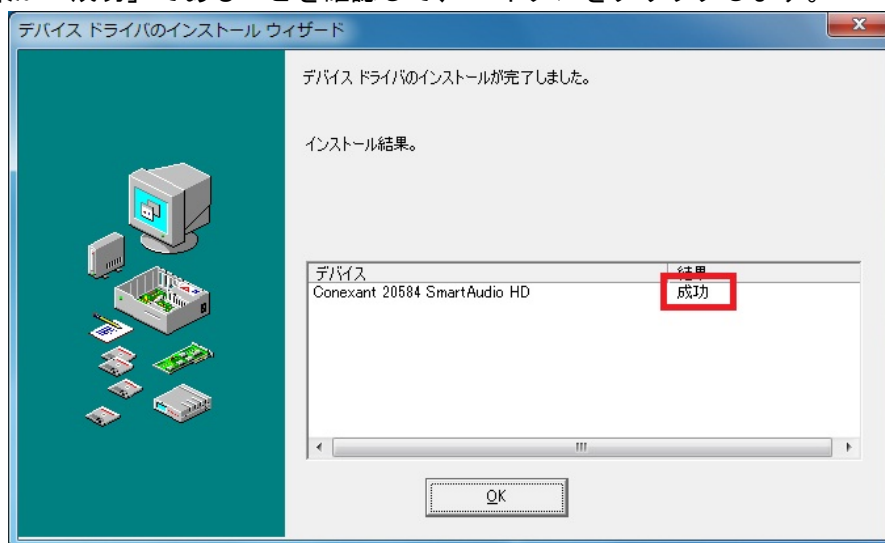 デバイス ドライバのインストール ウィザード
デバイス ドライバのインストールが完了しました。
インストール結果。
デバイス 結果
Conexant 20584 SmartAudio HD 成功
OK